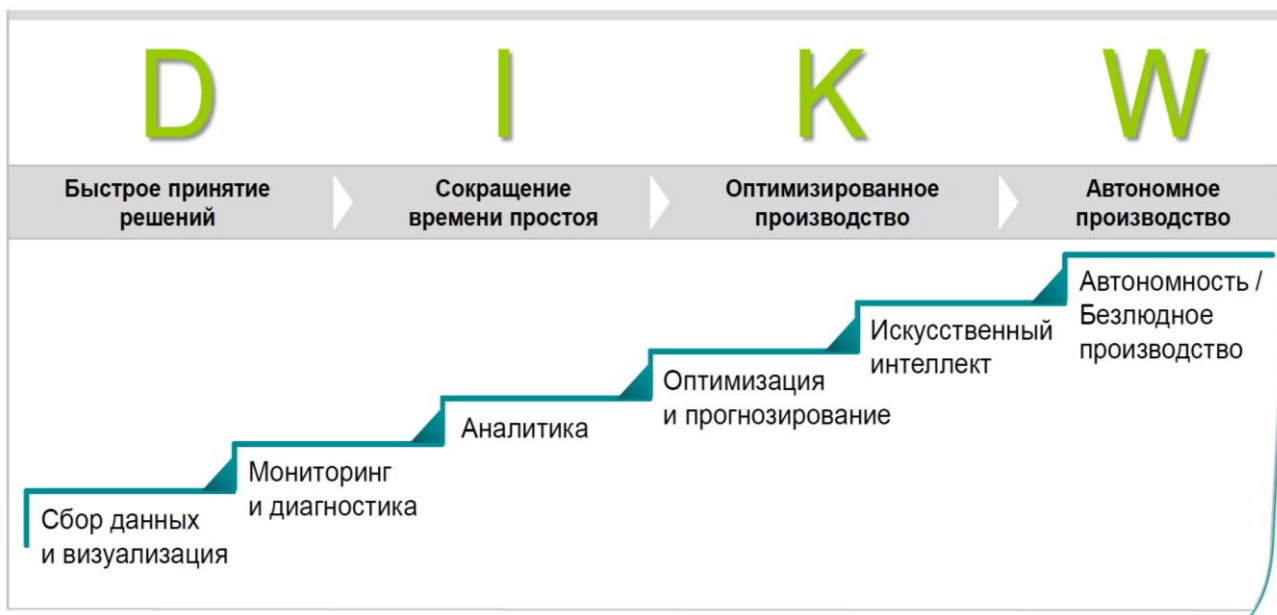 D I K W
Быстрое принятие
решений
Сокращение
времени простоя
Оптимизированное
производство
Автономное
производство
Сбор данных
и визуализация
Мониторинг
и диагностика
Аналитика
Оптимизация
и прогнозирование
Искусственный
интеллект
Автономность /
Безлюдное
производство